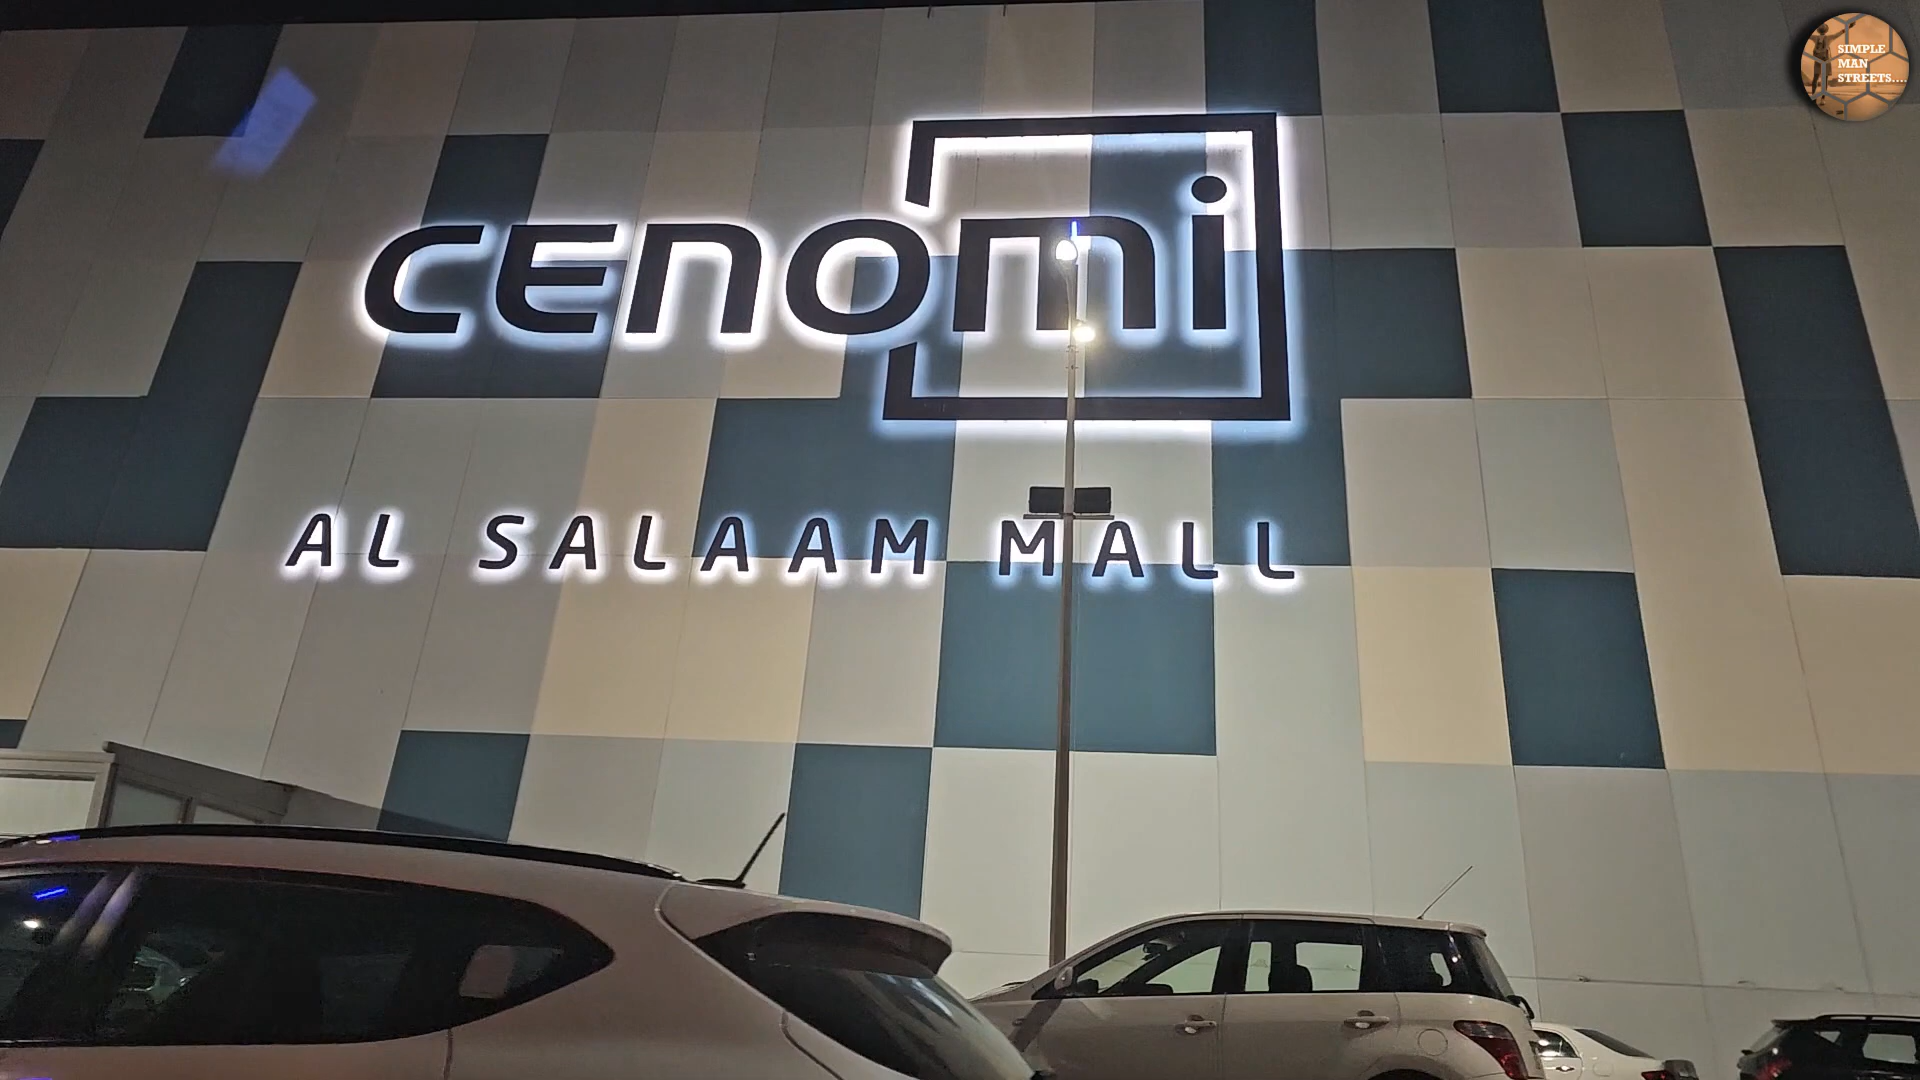 cenomi
AL SALAAM MALL
SIMPLE
MAN
STREETS....